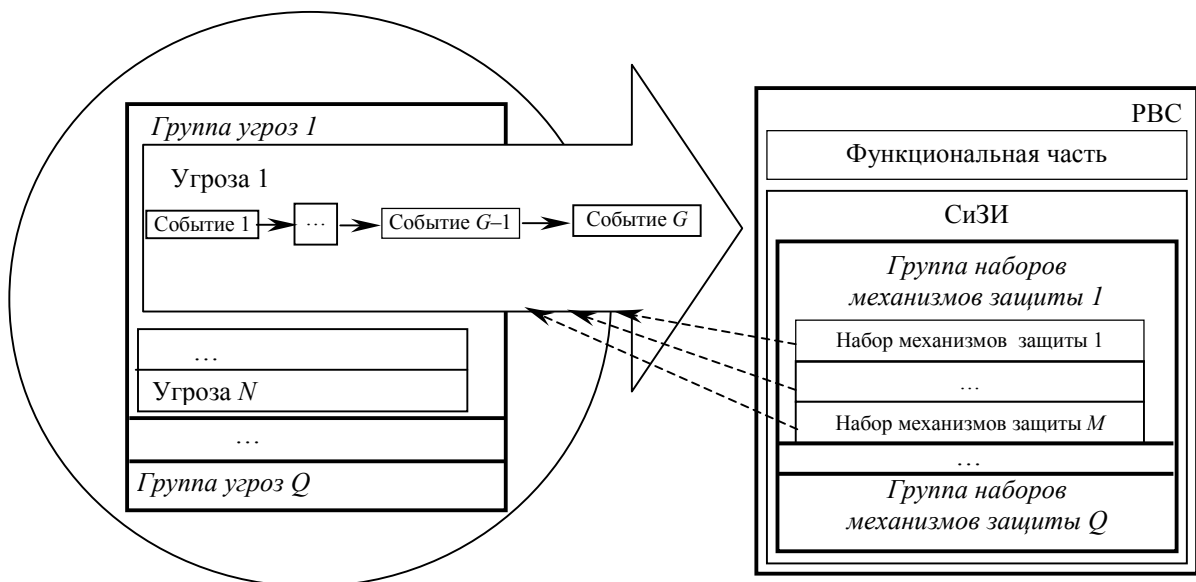 Группа угроз 1
Угроза 1
Событие 1
…
Событие G–1
Событие G
…
Угроза N
…
Группа угроз Q
РВС
Функциональная часть
СиЗИ
Группа наборов
механизмов защиты 1
Набор механизмов защиты 1
…
Набор механизмов защиты М
…
Группа наборов
механизмов защиты Q